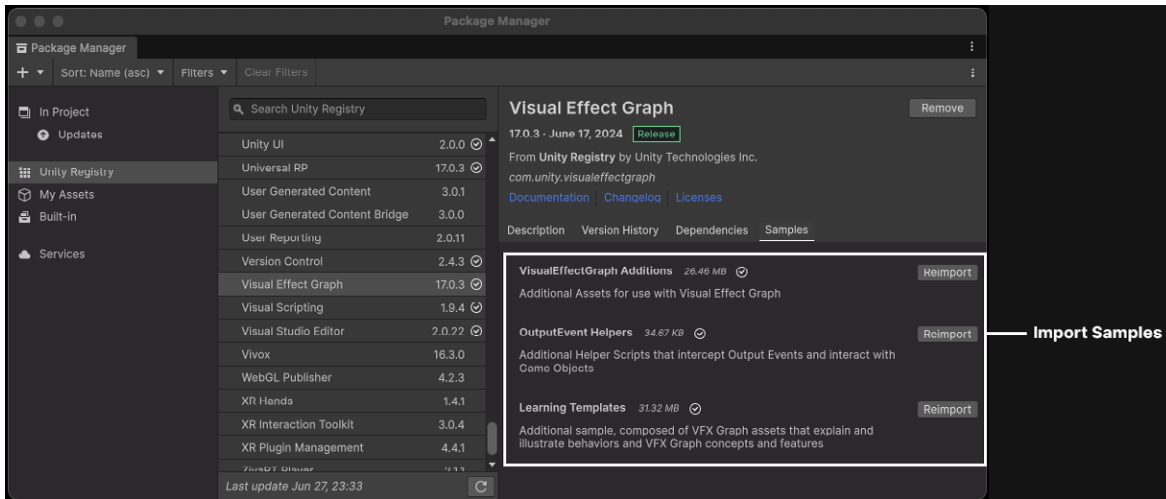 Package Manager
Package Manager
Sort: Name (asc) Filters Clear Filters
In Project
Updates
Unity Registry
My Assets
Built-in
Services
Search Unity Registry
Unity UI 2.0.0
Universal RP 17.0.3
User Generated Content 3.0.1
User Generated Content Bridge 3.0.0
User Reporting 2.0.11
Version Control 2.4.3
Visual Effect Graph 17.0.3
Visual Scripting 1.9.4
Visual Studio Editor 2.0.22
Vivox 16.3.0
WebGL Publisher 4.2.3
XR Hands 1.4.1
XR Interaction Toolkit 3.0.4
XR Plugin Management 4.4.1
Last update Jun 27, 23:33
Visual Effect Graph Remove
17.0.3 · June 17, 2024 Release
From Unity Registry by Unity Technologies Inc.
com.unity.visualeffectgraph
Documentation Changelog Licenses
Description Version History Dependencies Samples
VisualEffectGraph Additions 26.46 MB Reimport
Additional Assets for use with Visual Effect Graph
OutputEvent Helpers 34.67 KB Reimport
Additional Helper Scripts that intercept Output Events and interact with
Game Objects
Learning Templates 31.32 MB Reimport
Additional sample, composed of VFX Graph assets that explain and
illustrate behaviors and VFX Graph concepts and features
Import Samples